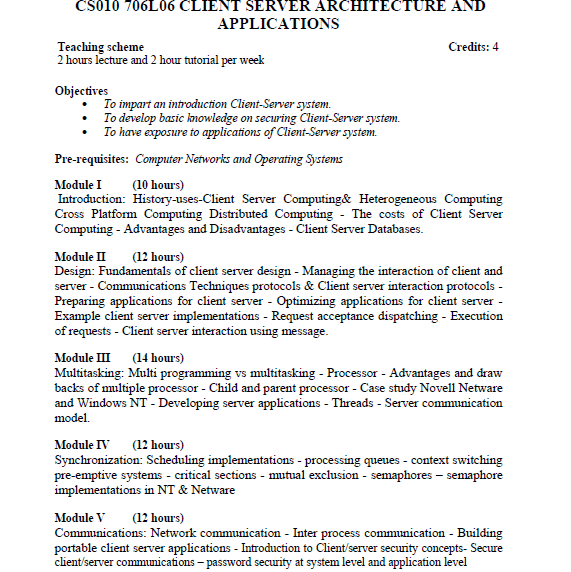 CS010 706L06 CLIENT SERVER ARCHITECTURE AND
APPLICATIONS
Teaching scheme Credits: 4
2 hours lecture and 2 hour tutorial per week
Objectives
• To impart an introduction Client-Server system.
• To develop basic knowledge on securing Client-Server system.
• To have exposure to applications of Client-Server system.
Pre-requisites: Computer Networks and Operating Systems
Module I (10 hours)
Introduction: History-uses-Client Server Computing& Heterogeneous Computing
Cross Platform Computing Distributed Computing - The costs of Client Server
Computing - Advantages and Disadvantages - Client Server Databases.
Module II (12 hours)
Design: Fundamentals of client server design - Managing the interaction of client and
server - Communications Techniques protocols & Client server interaction protocols -
Preparing applications for client server - Optimizing applications for client server -
Example client server implementations - Request acceptance dispatching - Execution
of requests - Client server interaction using message.
Module III (14 hours)
Multitasking: Multi programming vs multitasking - Processor - Advantages and draw
backs of multiple processor - Child and parent processor - Case study Novell Netware
and Windows NT - Developing server applications - Threads - Server communication
model.
Module IV (12 hours)
Synchronization: Scheduling implementations - processing queues - context switching
pre-emptive systems - critical sections - mutual exclusion - semaphores – semaphore
implementations in NT & Netware
Module V (12 hours)
Communications: Network communication - Inter process communication - Building
portable client server applications - Introduction to Client/server security concepts- Secure
client/server communications – password security at system level and application level